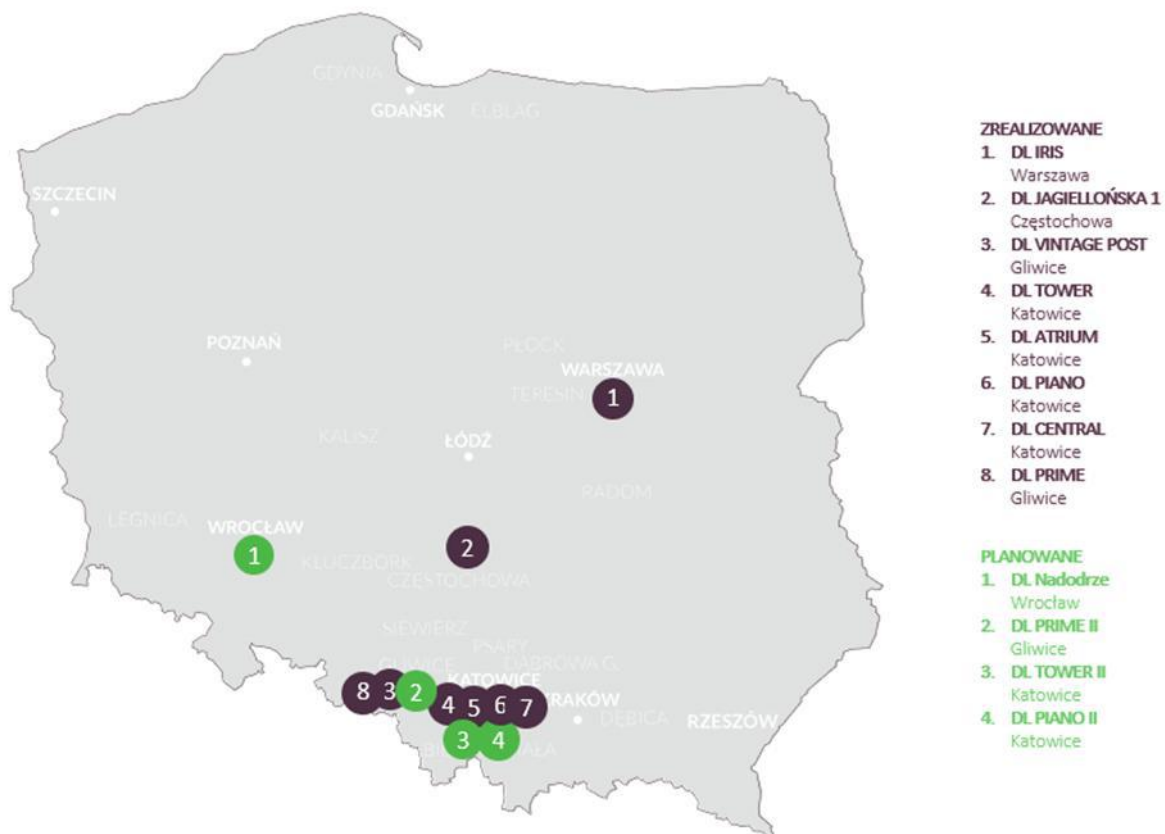 GDYNIA
GDAŃSK
ELBLĄG
SZCZECIN
POZNAŃ
PŁOCK
WARSZAWA
TERESIN
1
KALISZ
ŁÓDŹ
RADOM
LEGNICA
WROCŁAW
1
KLUCZBORK
2
CZĘSTOCHOWA
SIEWIERZ
PSARY
GLIWICE
DĄBRÓWA G.
KATOWICE
8
3
2
4
5
6
7
DĘBICA
RZESZÓW
3
4
ZREALIZOWANE
1. DL IRIS
Warszawa
2. DL JAGIELLOŃSKA 1
Częstochowa
3. DL VINTAGE POST
Gliwice
4. DL TOWER
Katowice
5. DL ATRIUM
Katowice
6. DL PIANO
Katowice
7. DL CENTRAL
Katowice
8. DL PRIME
Gliwice
PLANOWANE
1. DL Nadodrze
Wrocław
2. DL PRIME II
Gliwice
3. DL TOWER II
Katowice
4. DL PIANO II
Katowice